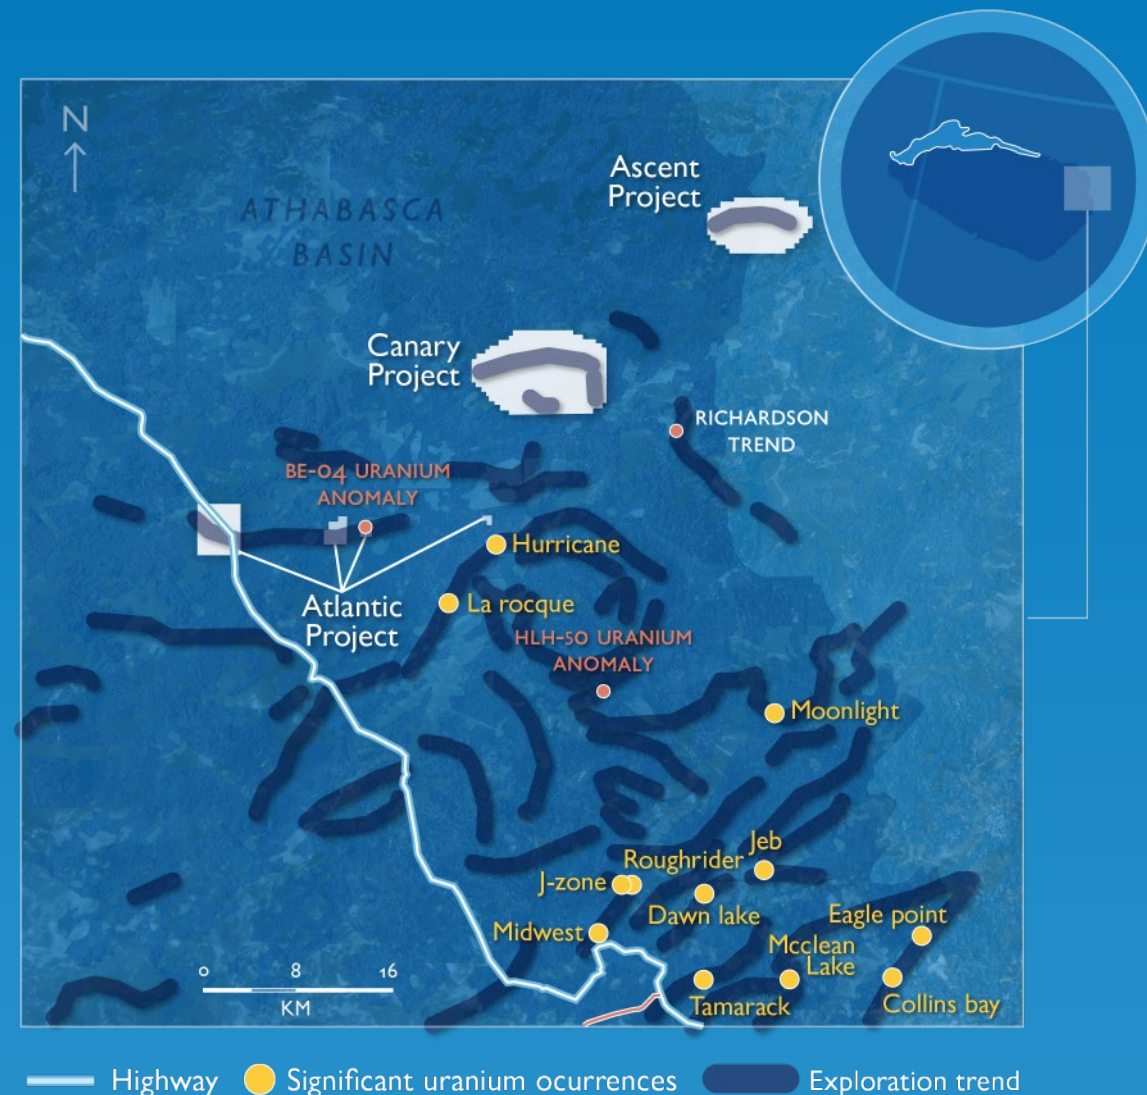 N
ATHABASCA
BASIN
Ascent
Project
Canary
Project
RICHARDSON
TREND
BE-04 URANIUM
ANOMALY
Hurricane
La rocque
Atlantic
Project
HLH-50 URANIUM
ANOMALY
Moonlight
Jeb
Roughrider
J-zone
Dawn lake
Eagle point
Midwest
Mcclean
Lake
Tamarack
Collins bay
0 8 16
KM
Highway Significant uranium ocurrences Exploration trend